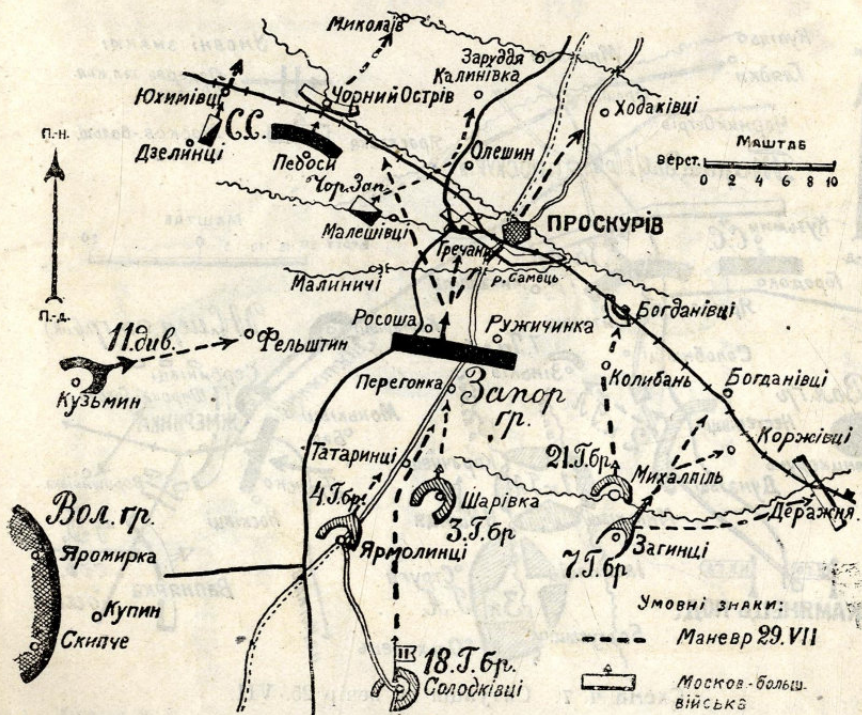 Миколаїв
Заруддя
Калинівка
Юхимівці
Чорний Острів
Ходаківці
П.-н.
С.С.
Дзелинці
Педоси
Олешин
Маштаб
верст.
0 2 4 6 8 10
Чор. Зап.
Малешівці
ПРОСКУРІВ
Гречани
Малиничі
р. Самець
П.-д.
Росоша
Ружичинка
Богданівці
11. див.
Фельштин
Кузьмин
Перегонка
Колибань
Богданівці
Запор
гр.
Коржівці
Татаринці
21.Г.бр
Михалпіль
4.Г.бр
Шарівка
3.Г.бр
Деражня
Вол. гр.
Яромирка
Ярмолинці
7.Г.бр
Загинці
Купин
Скипче
Умовні знаки:
Маневр 29. VII
18.Г.бр.
Солодківці
Москов-больш-
війська